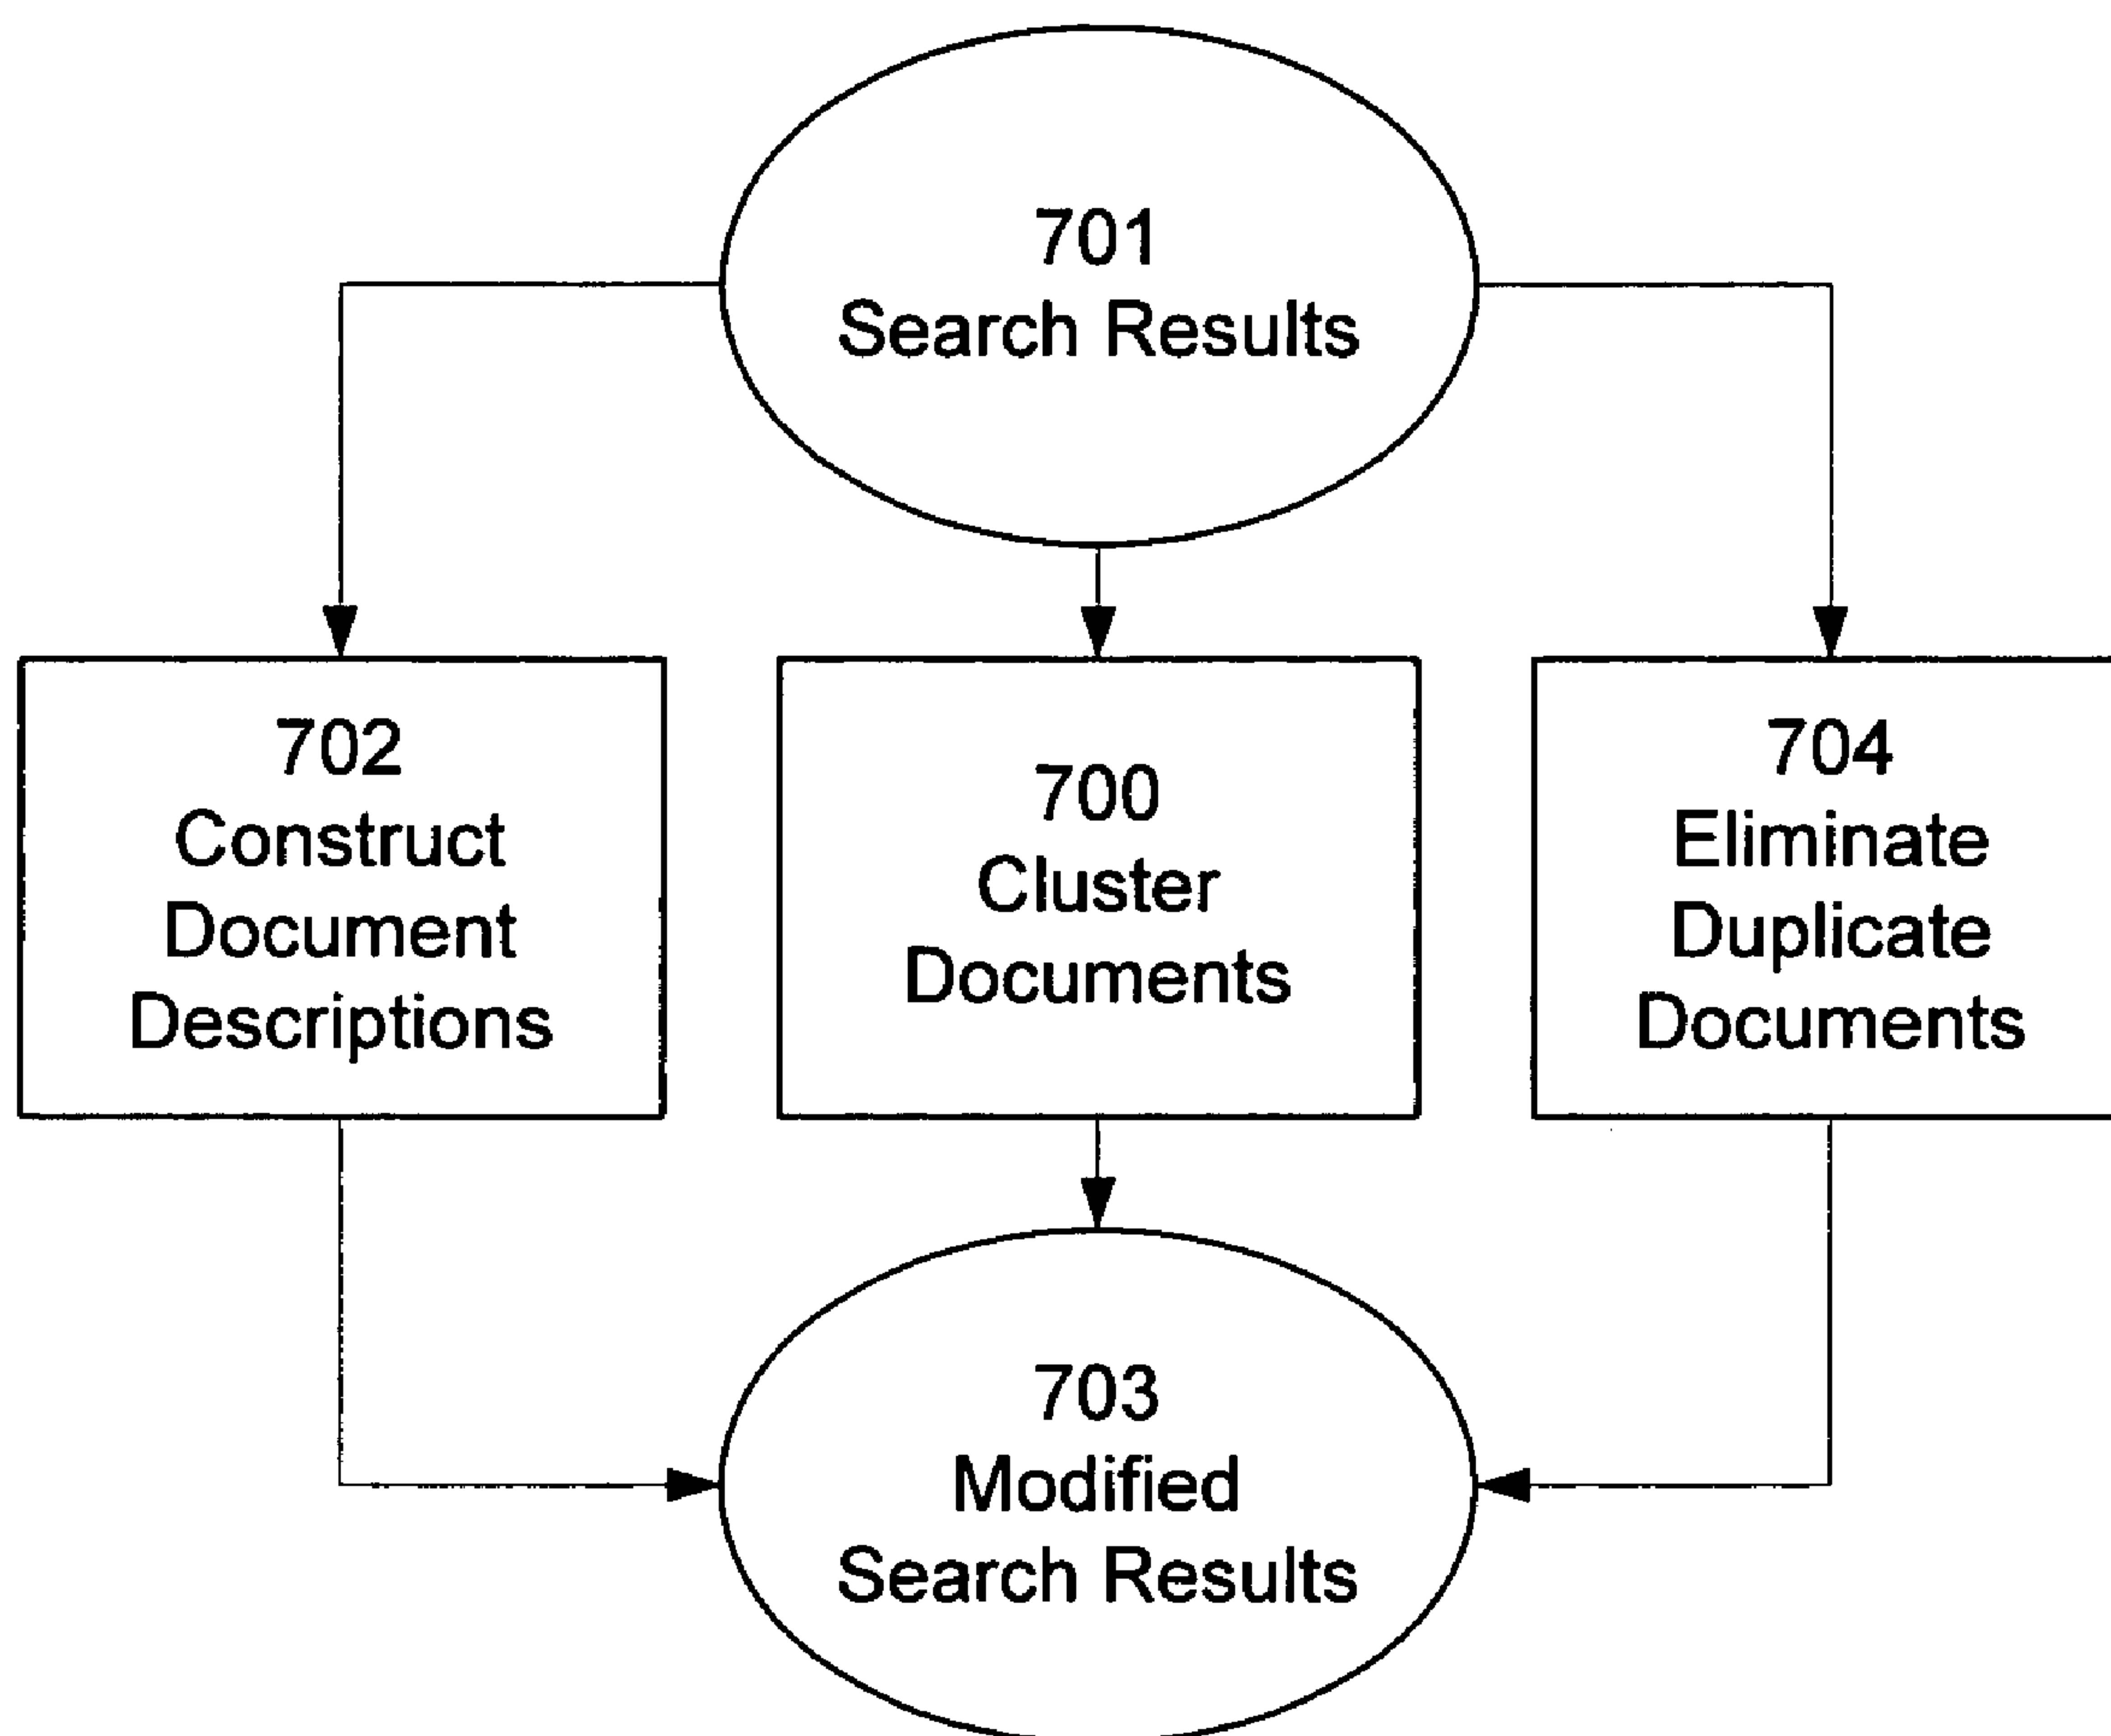 701
Search Results
702
Construct
Document
Descriptions
700
Cluster
Documents
704
Eliminate
Duplicate
Documents
703
Modified
Search Results